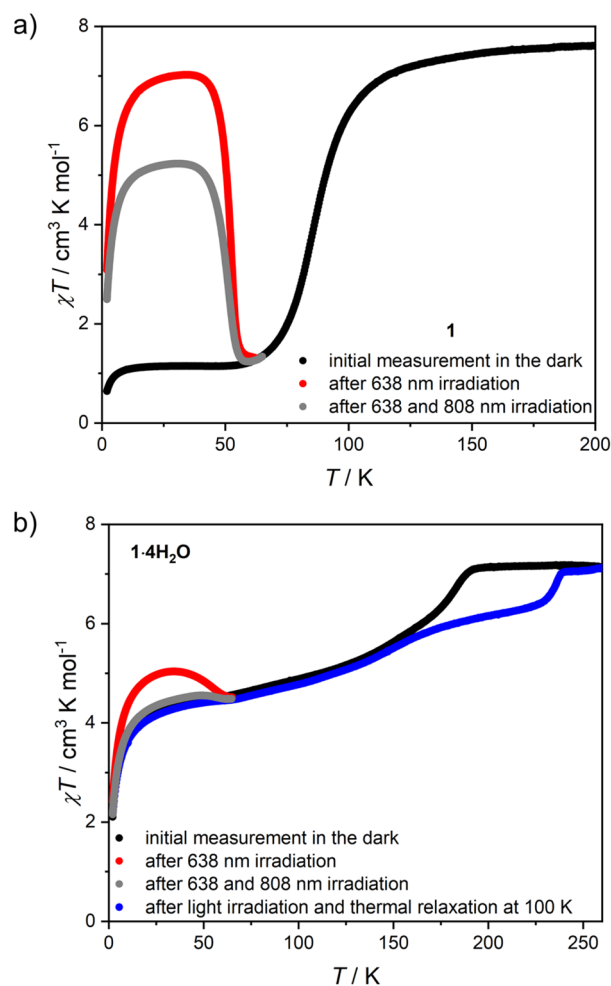 a)
8
6
4
2
0
χT / cm³ K mol⁻¹
1
initial measurement in the dark
after 638 nm irradiation
after 638 and 808 nm irradiation
0 50 100 150 200
T / K
b)
8
6
4
2
0
χT / cm³ K mol⁻¹
1·4H₂O
initial measurement in the dark
after 638 nm irradiation
after 638 and 808 nm irradiation
after light irradiation and thermal relaxation at 100 K
0 50 100 150 200 250
T / K